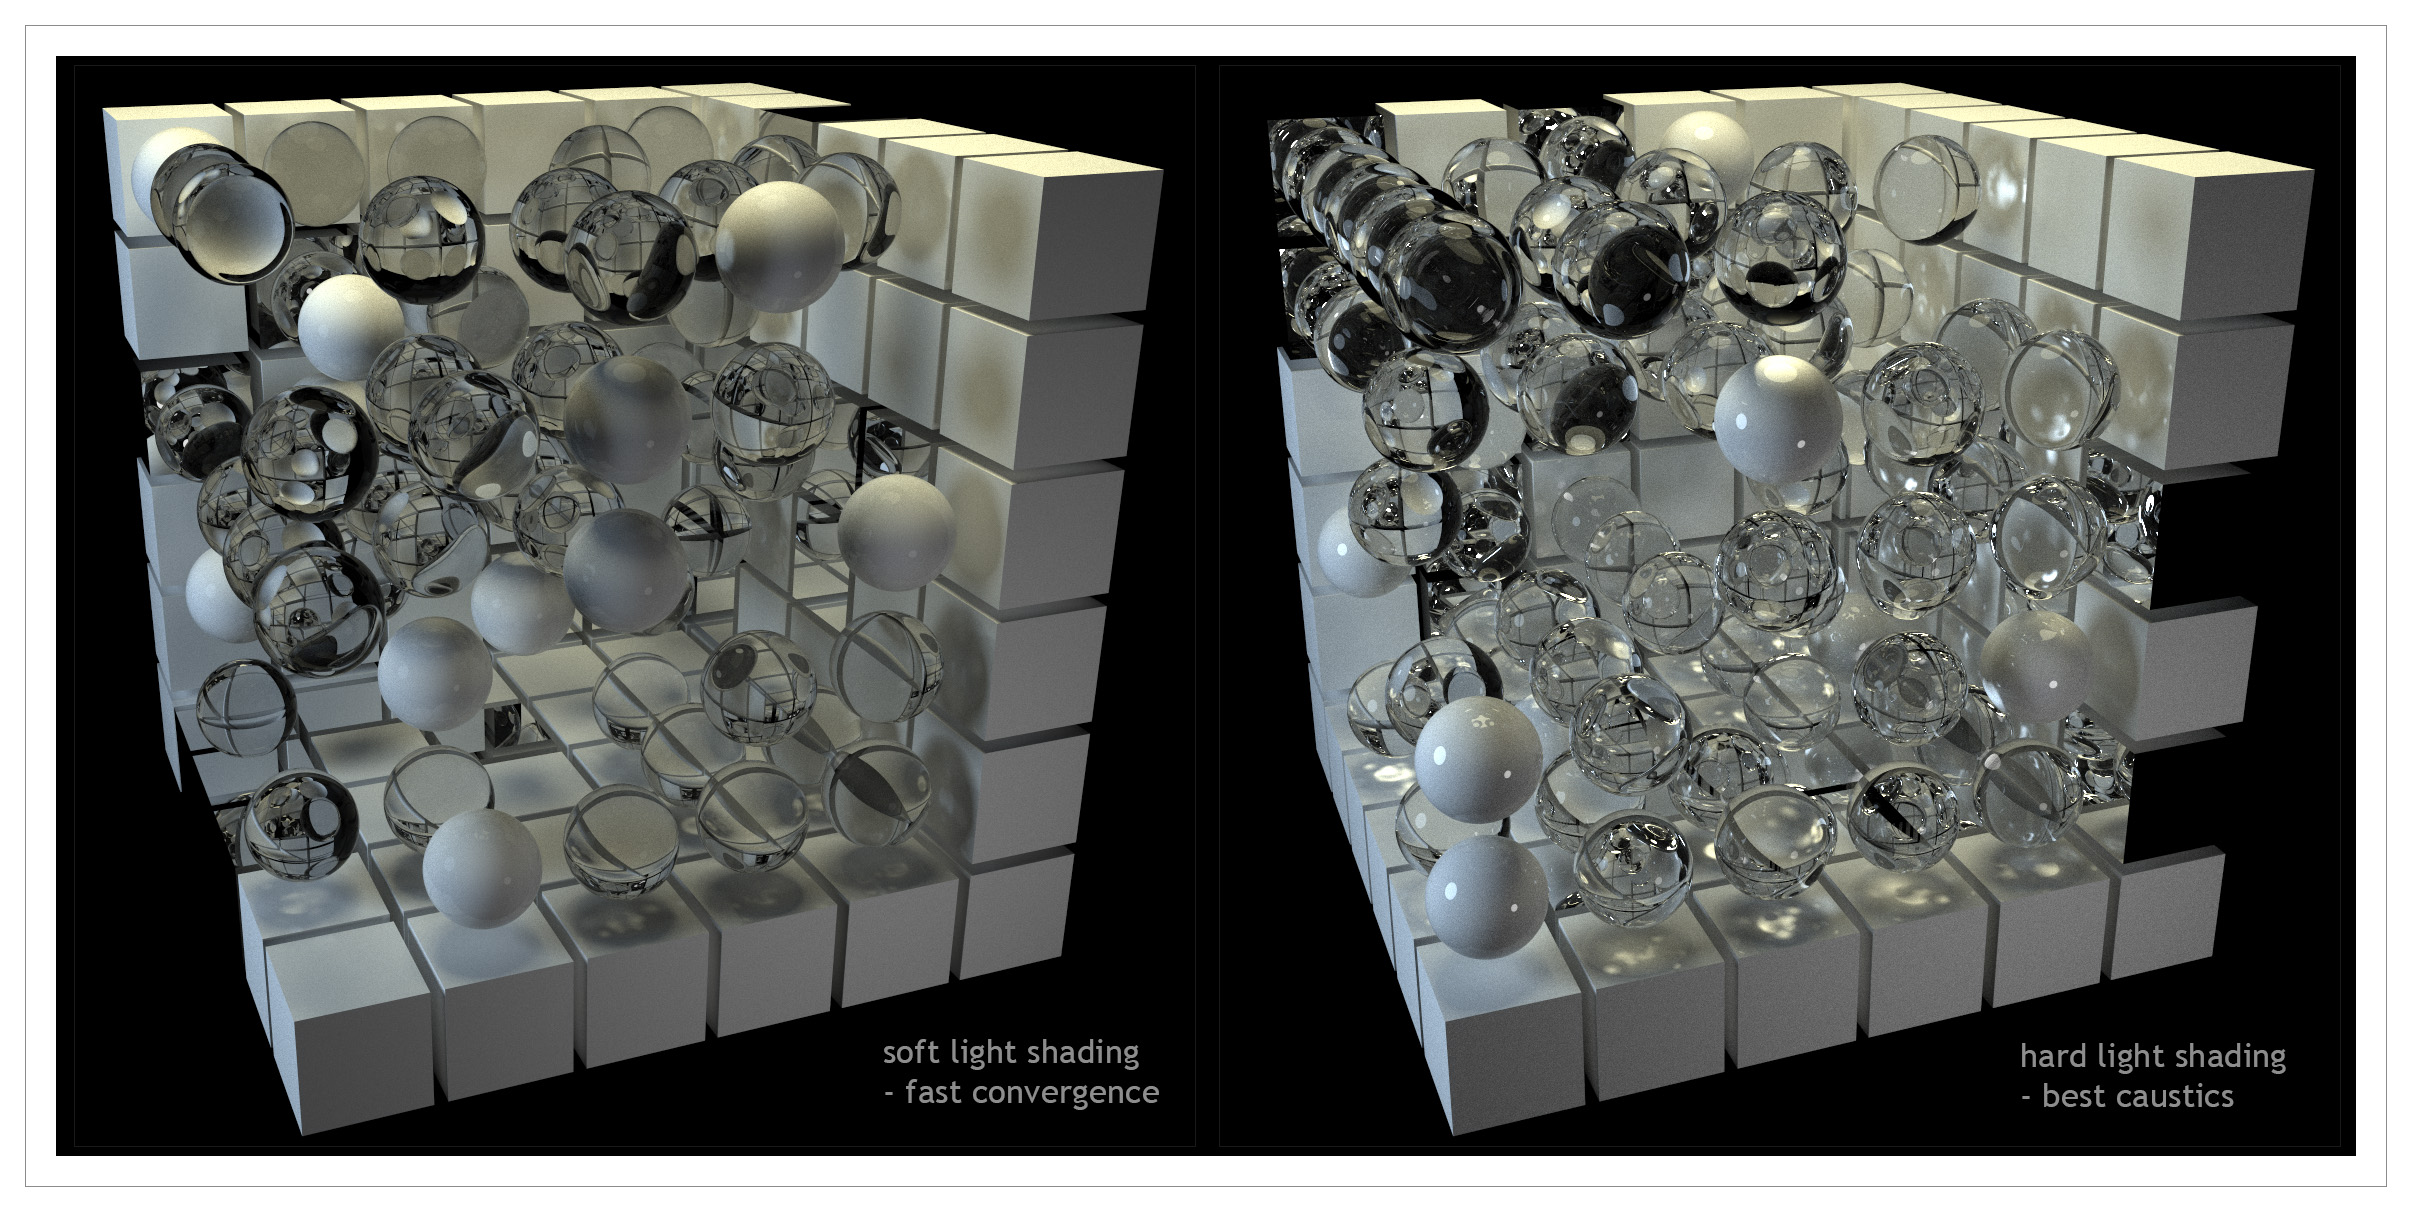 soft light shading
- fast convergence
hard light shading
- best caustics